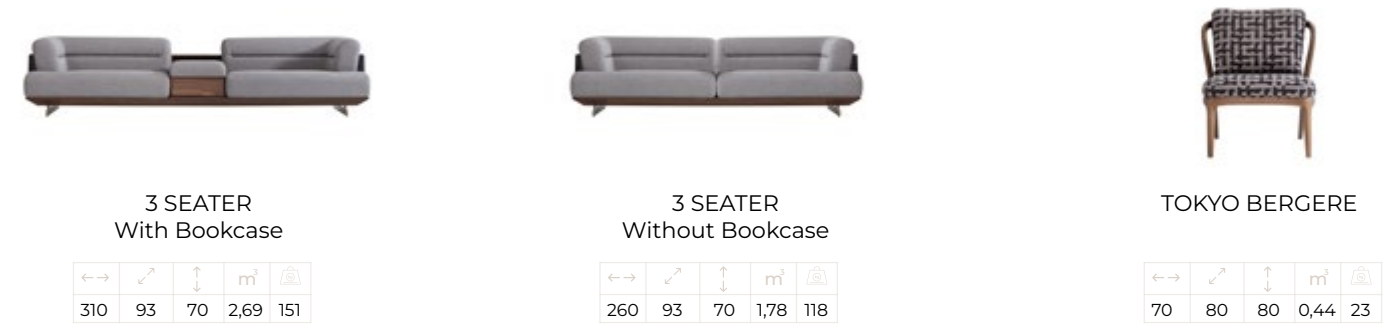 3 SEATER
With Bookcase
m³
310 93 70 2,69 151
3 SEATER
Without Bookcase
m³
260 93 70 1,78 118
TOKYO BERGERE
m³
70 80 80 0,44 23